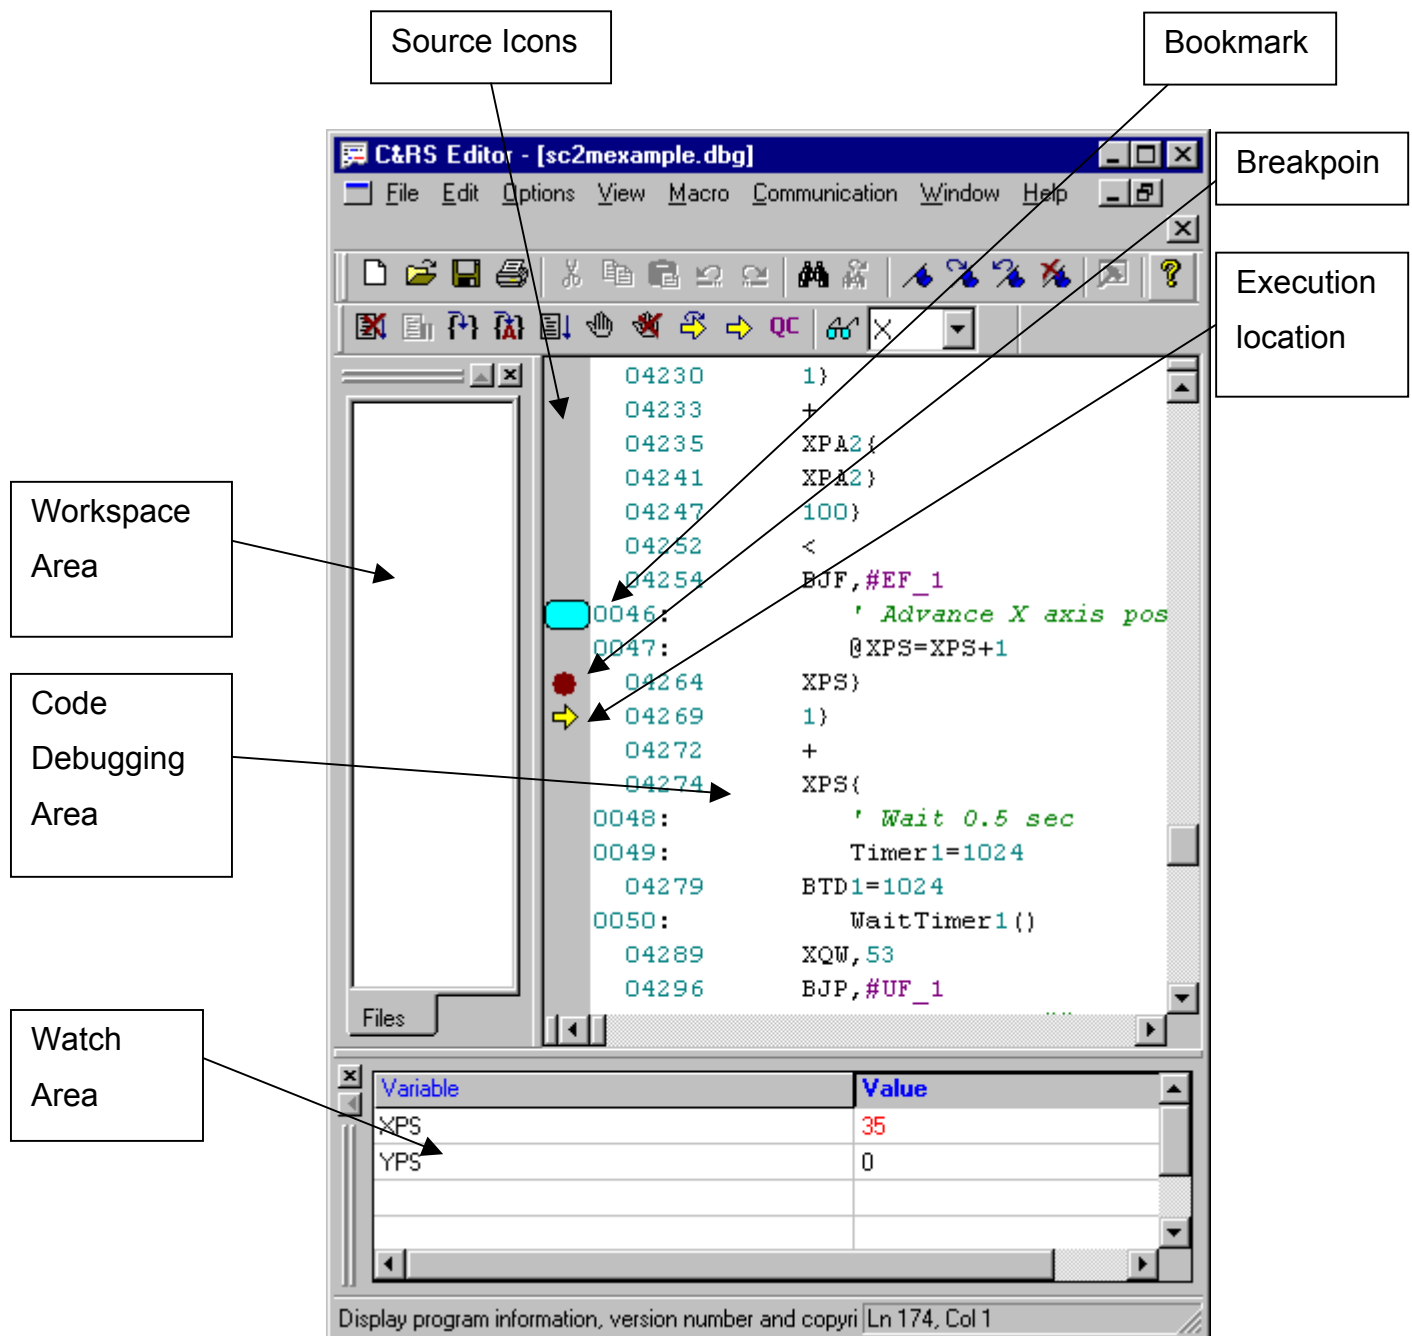 Source Icons
Bookmark
C&RS Editor - [sc2mexample.dbg]
Breakpoin
File Edit Options View Macro Communication Window Help
Execution
location
QC X
04230 1}
04233 +
04235 XPA2{
04241 XPA2}
04247 100}
04252 <
04254 BJF,#EF_1
0046: ' Advance X axis pos
0047: @XPS=XPS+1
04264 XPS}
04269 1}
04272 +
04274 XPS{
0048: ' Wait 0.5 sec
0049: Timer1=1024
04279 BTD1=1024
0050: WaitTimer1()
04289 XQW,53
04296 BJP,#UF_1
Workspace
Area
Code
Debugging
Area
Files
Watch
Area
Variable Value
XPS 35
YPS 0
Display program information, version number and copyri Ln 174, Col 1